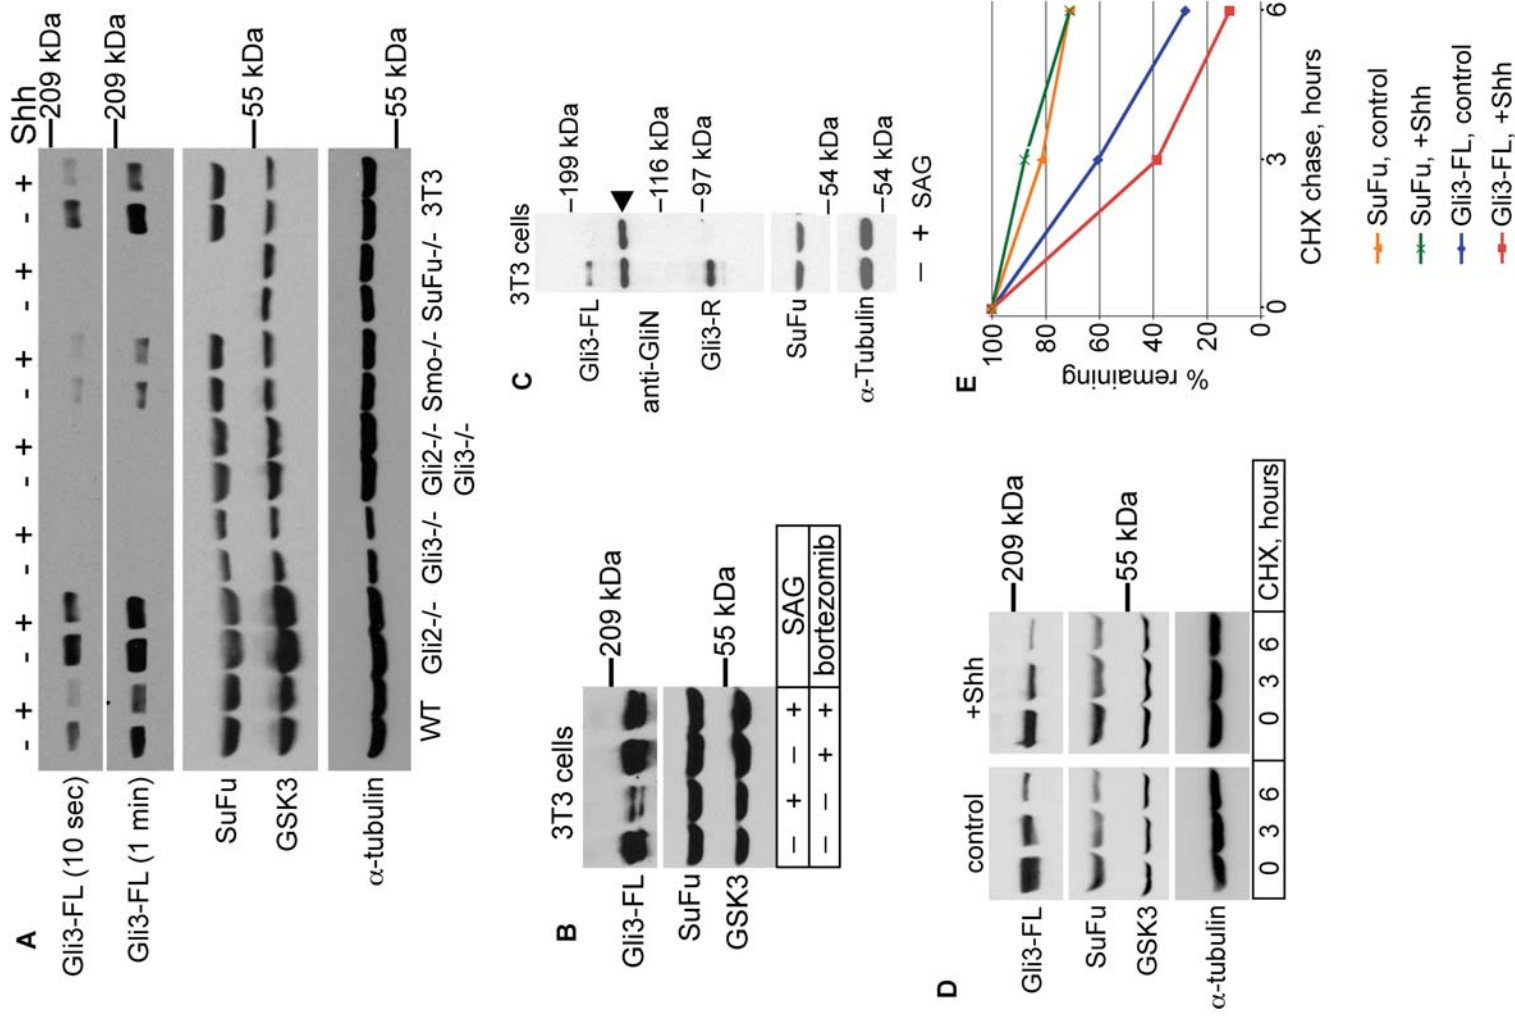 A
- + - + - + - + - + - + - + Shh
Gli3-FL (10 sec) 209 kDa
Gli3-FL (1 min) 209 kDa
SuFu 55 kDa
GSK3
α-tubulin 55 kDa
WT Gli2-/- Gli3-/- Gli2-/- Smo-/- SuFu-/- 3T3
Gli3-/-
B
3T3 cells
Gli3-FL 209 kDa
SuFu
GSK3 55 kDa
– + – + SAG
– – + + bortezomib
C
3T3 cells
Gli3-FL 199 kDa
anti-GliN 116 kDa
Gli3-R 97 kDa
SuFu 54 kDa
α-Tubulin 54 kDa
– + SAG
D
control +Shh
Gli3-FL 209 kDa
SuFu
GSK3 55 kDa
α-tubulin
0 3 6 0 3 6 CHX, hours
E
% remaining
100
80
60
40
20
0
0 3 6
CHX chase, hours
SuFu, control
SuFu, +Shh
Gli3-FL, control
Gli3-FL, +Shh